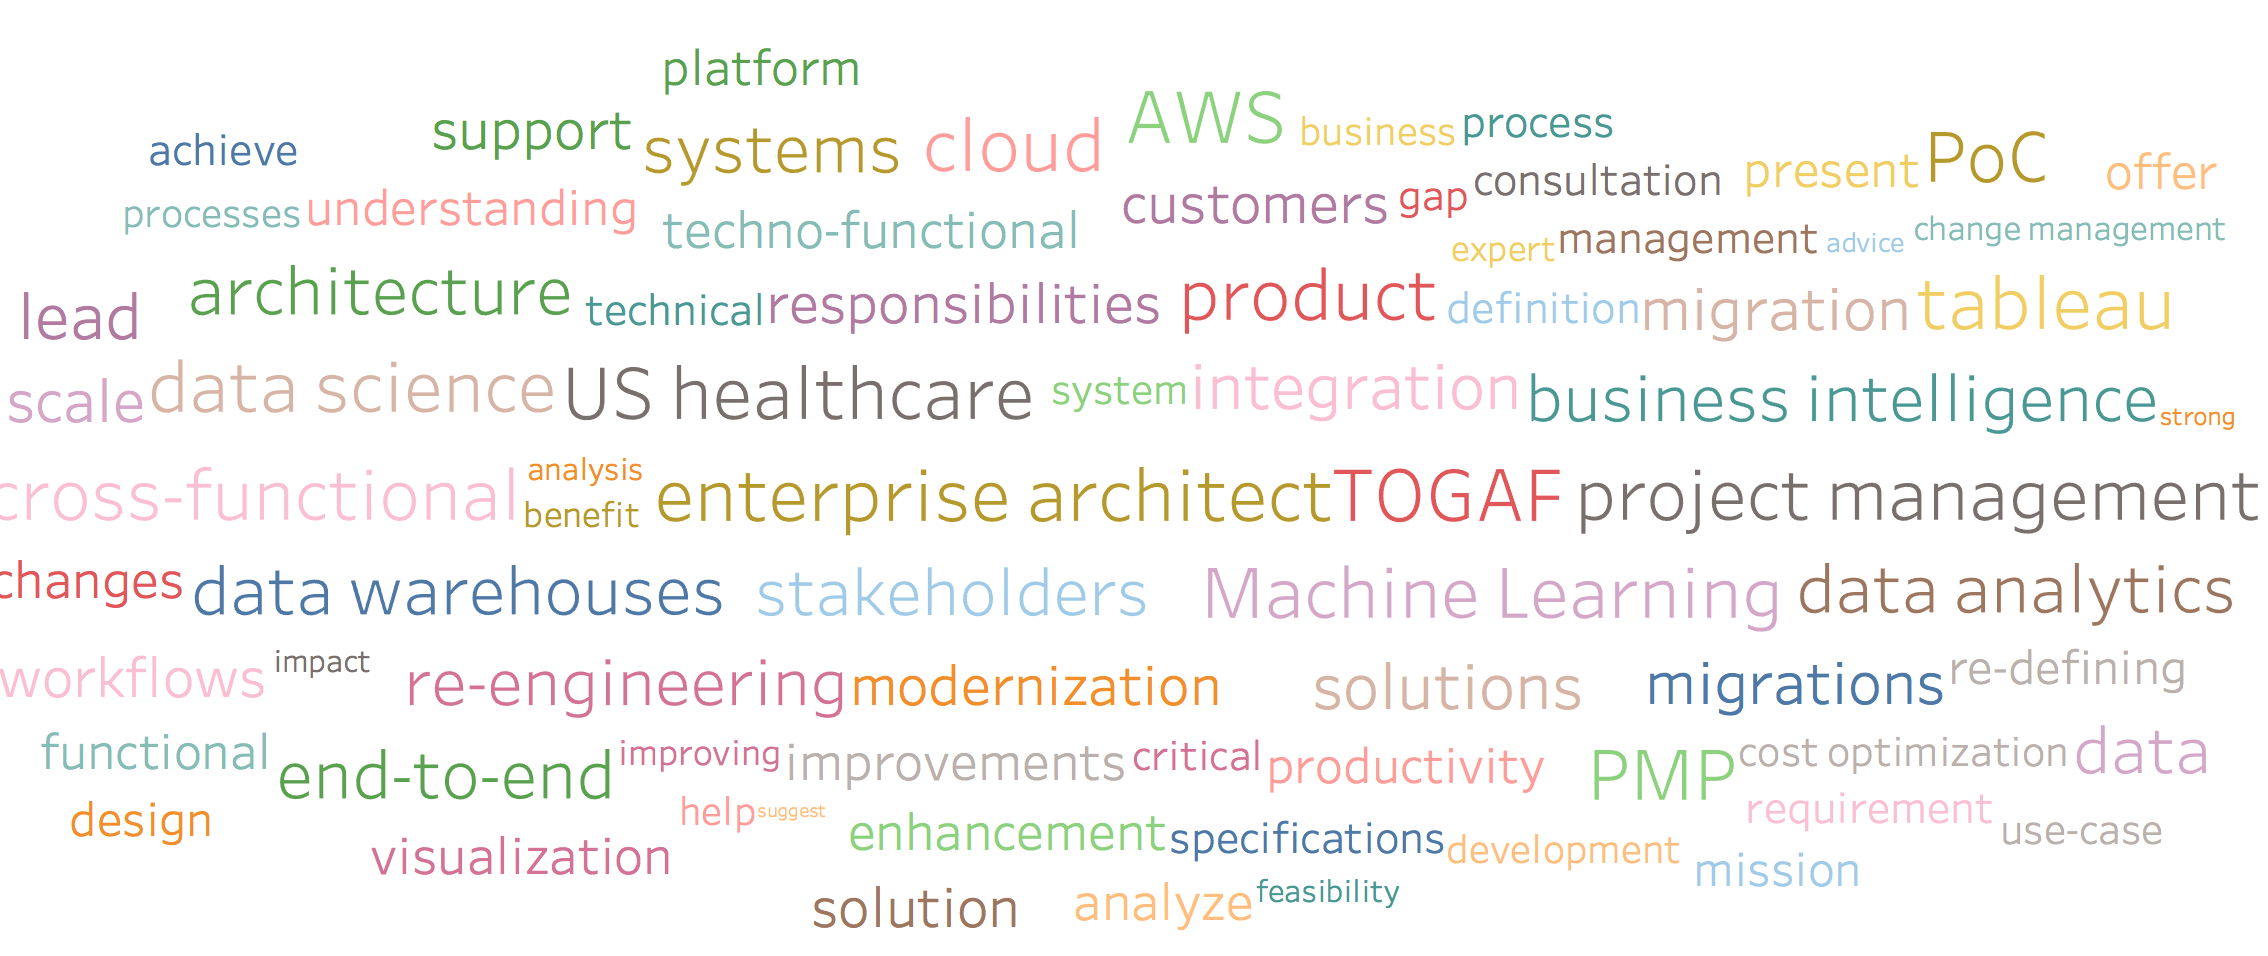 platform
achieve support systems cloud AWS business process PoC
processes understanding techno-functional customers gap consultation present offer
expert management advice change management
lead architecture technical responsibilities product definition migration tableau
scale data science US healthcare system integration business intelligence strong
cross-functional analysis enterprise architect TOGAF project management
benefit
changes data warehouses stakeholders Machine Learning data analytics
workflows impact re-engineering modernization solutions migrations re-defining
functional end-to-end improving improvements critical productivity PMP cost optimization data
design help suggest enhancement specifications development requirement use-case
visualization mission
solution analyze feasibility